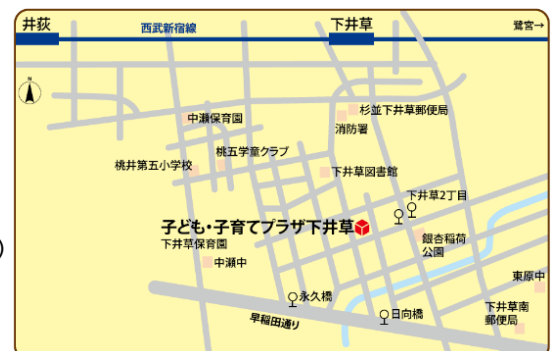 井荻
西武新宿線
下井草
鷺宮→
N
中瀬保育園
杉並下井草郵便局
消防署
桃五学童クラブ
桃井第五小学校
下井草図書館
下井草2丁目
子ども・子育てプラザ下井草
下井草保育園
銀杏稲荷
公園
中瀬中
東原中
永久橋
下井草南
郵便局
日向橋
早稲田通り
)